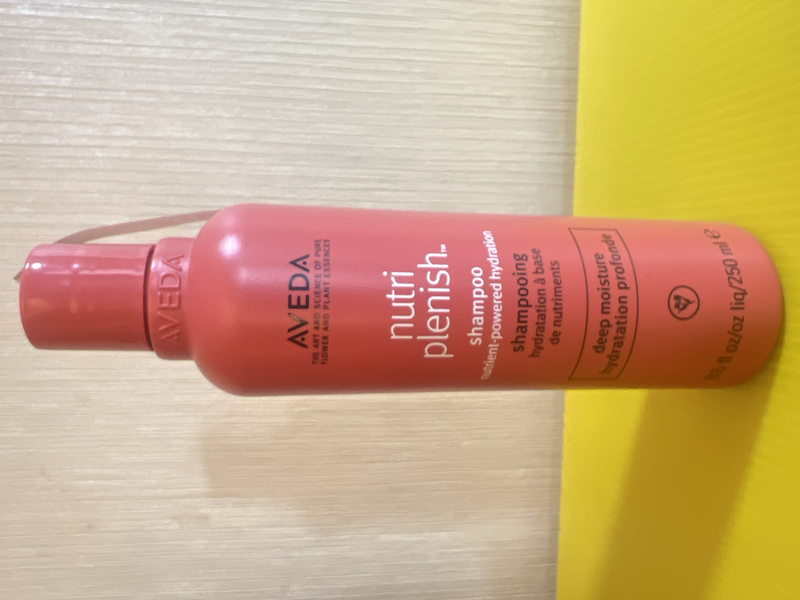 AVEDA
AVEDA
THE ART AND SCIENCE OF PURE
FLOWER AND PLANT ESSENCES
nutri
plenish™
shampoo
nutrient-powered hydration
shampooing
hydratation à base
de nutriments
deep moisture
hydratation profonde
8.5 fl oz/oz liq/250 ml e